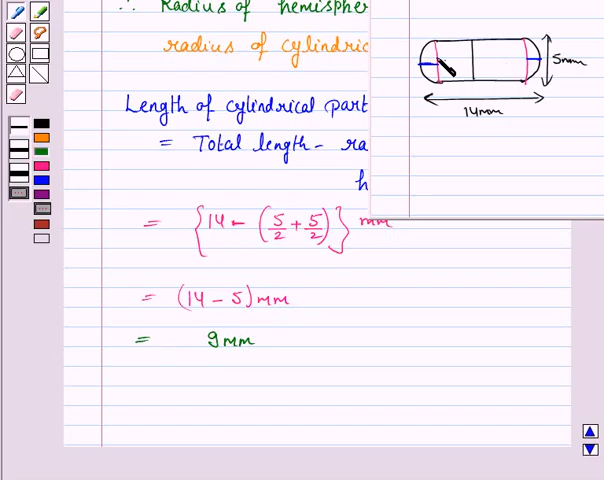 ∴ Radius of hemispher
radius of cylindric
Length of cylindrical part
= Total length - ra
h
= {14 - (5/2 + 5/2)} mm
= (14 - 5) mm
= 9 mm
5mm
14mm